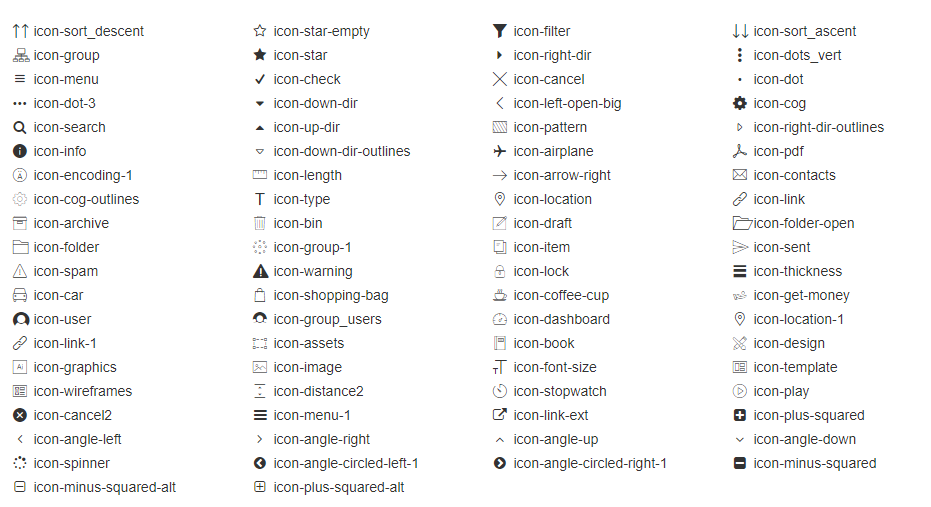 icon-sort_descent icon-star-empty icon-filter icon-sort_ascent
icon-group icon-star icon-right-dir icon-dots_vert
icon-menu icon-check icon-cancel icon-dot
icon-dot-3 icon-down-dir icon-left-open-big icon-cog
icon-search icon-up-dir icon-pattern icon-right-dir-outlines
icon-info icon-down-dir-outlines icon-airplane icon-pdf
icon-encoding-1 icon-length icon-arrow-right icon-contacts
icon-cog-outlines icon-type icon-location icon-link
icon-archive icon-bin icon-draft icon-folder-open
icon-folder icon-group-1 icon-item icon-sent
icon-spam icon-warning icon-lock icon-thickness
icon-car icon-shopping-bag icon-coffee-cup icon-get-money
icon-user icon-group_users icon-dashboard icon-location-1
icon-link-1 icon-assets icon-book icon-design
icon-graphics icon-image icon-font-size icon-template
icon-wireframes icon-distance2 icon-stopwatch icon-play
icon-cancel2 icon-menu-1 icon-link-ext icon-plus-squared
icon-angle-left icon-angle-right icon-angle-up icon-angle-down
icon-spinner icon-angle-circled-left-1 icon-angle-circled-right-1 icon-minus-squared
icon-minus-squared-alt icon-plus-squared-alt